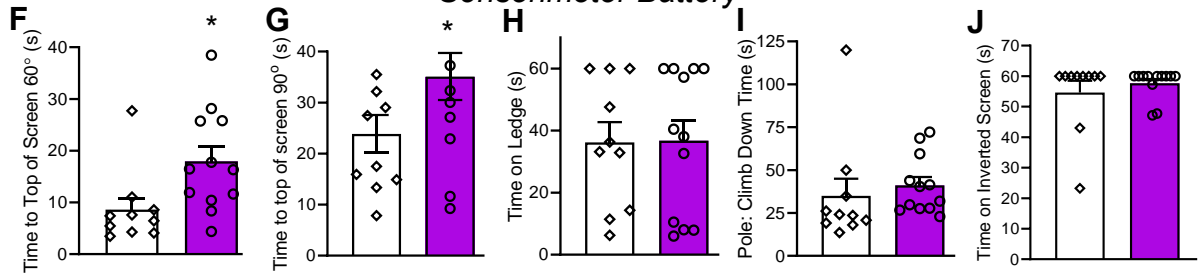 Sensorimotor Battery
F
*
Time to Top of Screen 60° (s)
40
30
20
10
0
G
*
Time to top of screen 90° (s)
40
30
20
10
0
H
Time on Ledge (s)
60
40
20
0
I
Pole: Climb Down Time (s)
125
100
75
50
25
0
J
Time on Inverted Screen (s)
70
60
50
40
30
20
10
0